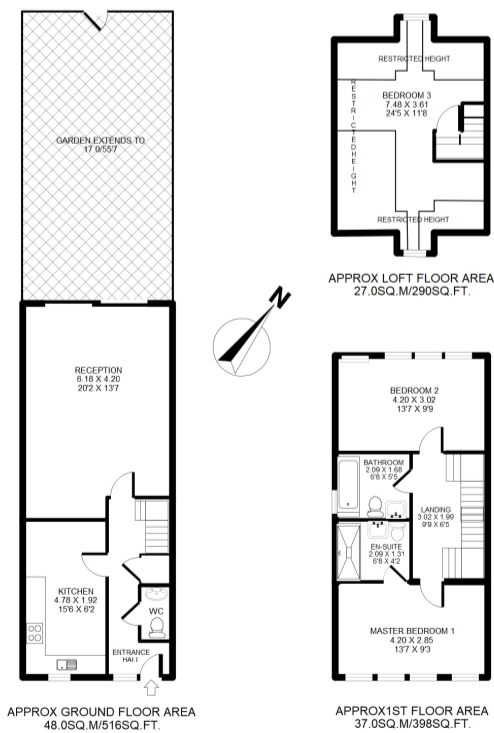 GARDEN EXTENDS TO
17.0/55'7
RECEPTION
6.18 X 4.20
20'2 X 13'7
KITCHEN
4.78 X 1.92
15'6 X 6'2
WC
ENTRANCE
HALL
APPROX GROUND FLOOR AREA
48.0SQ.M/516SQ.FT.
N
RESTRICTED HEIGHT
BEDROOM 3
7.48 X 3.61
24'5 X 11'8
RESTRICTED HEIGHT
RESTRICTED HEIGHT
APPROX LOFT FLOOR AREA
27.0SQ.M/290SQ.FT.
BEDROOM 2
4.20 X 3.02
13'7 X 9'9
BATHROOM
2.09 X 1.68
6'8 X 5'5
LANDING
3.02 X 1.99
9'9 X 6'5
EN-SUITE
2.09 X 1.31
6'8 X 4'2
MASTER BEDROOM 1
4.20 X 2.85
13'7 X 9'3
APPROX1ST FLOOR AREA
37.0SQ.M/398SQ.FT.